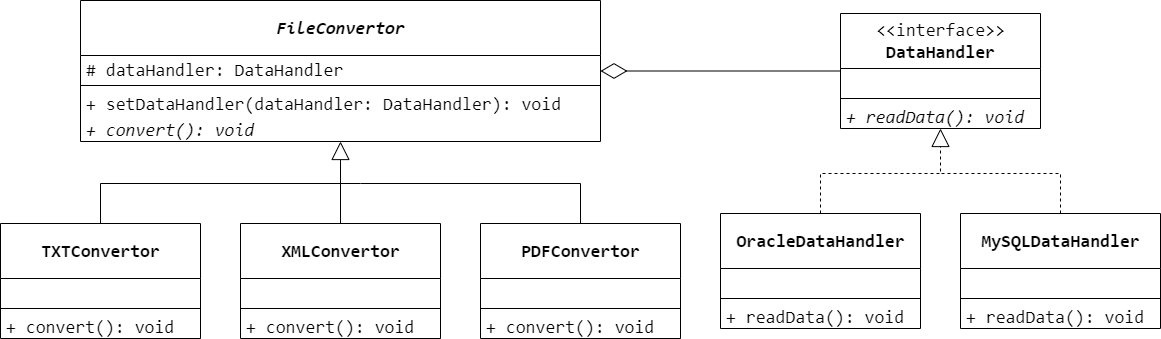 FileConvertor
# dataHandler: DataHandler
+ setDataHandler(dataHandler: DataHandler): void
+ convert(): void
<<interface>>
DataHandler
+ readData(): void
TXTConvertor
+ convert(): void
XMLConvertor
+ convert(): void
PDFConvertor
+ convert(): void
OracleDataHandler
+ readData(): void
MySQLDataHandler
+ readData(): void